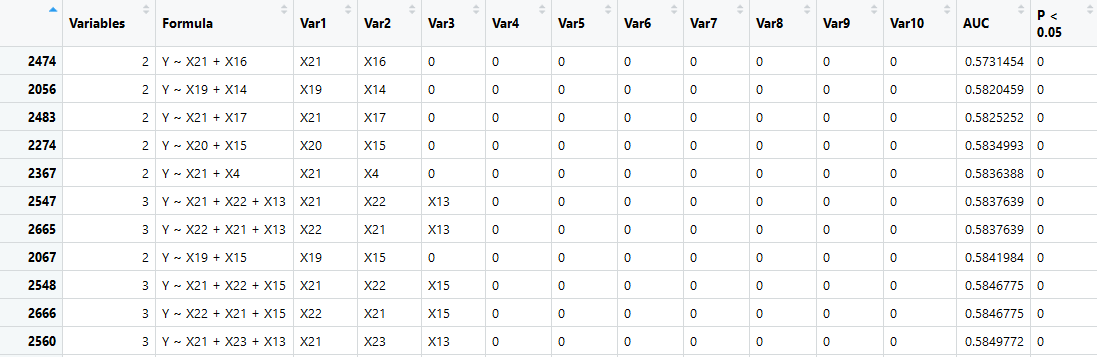 Variables Formula Var1 Var2 Var3 Var4 Var5 Var6 Var7 Var8 Var9 Var10 AUC P < 0.05
2474 2 Y ~ X21 + X16 X21 X16 0 0 0 0 0 0 0 0 0.5731454 0
2056 2 Y ~ X19 + X14 X19 X14 0 0 0 0 0 0 0 0 0.5820459 0
2483 2 Y ~ X21 + X17 X21 X17 0 0 0 0 0 0 0 0 0.5825252 0
2274 2 Y ~ X20 + X15 X20 X15 0 0 0 0 0 0 0 0 0.5834993 0
2367 2 Y ~ X21 + X4 X21 X4 0 0 0 0 0 0 0 0 0.5836388 0
2547 3 Y ~ X21 + X22 + X13 X21 X22 X13 0 0 0 0 0 0 0 0.5837639 0
2665 3 Y ~ X22 + X21 + X13 X22 X21 X13 0 0 0 0 0 0 0 0.5837639 0
2067 2 Y ~ X19 + X15 X19 X15 0 0 0 0 0 0 0 0 0.5841984 0
2548 3 Y ~ X21 + X22 + X15 X21 X22 X15 0 0 0 0 0 0 0 0.5846775 0
2666 3 Y ~ X22 + X21 + X15 X22 X21 X15 0 0 0 0 0 0 0 0.5846775 0
2560 3 Y ~ X21 + X23 + X13 X21 X23 X13 0 0 0 0 0 0 0 0.5849772 0